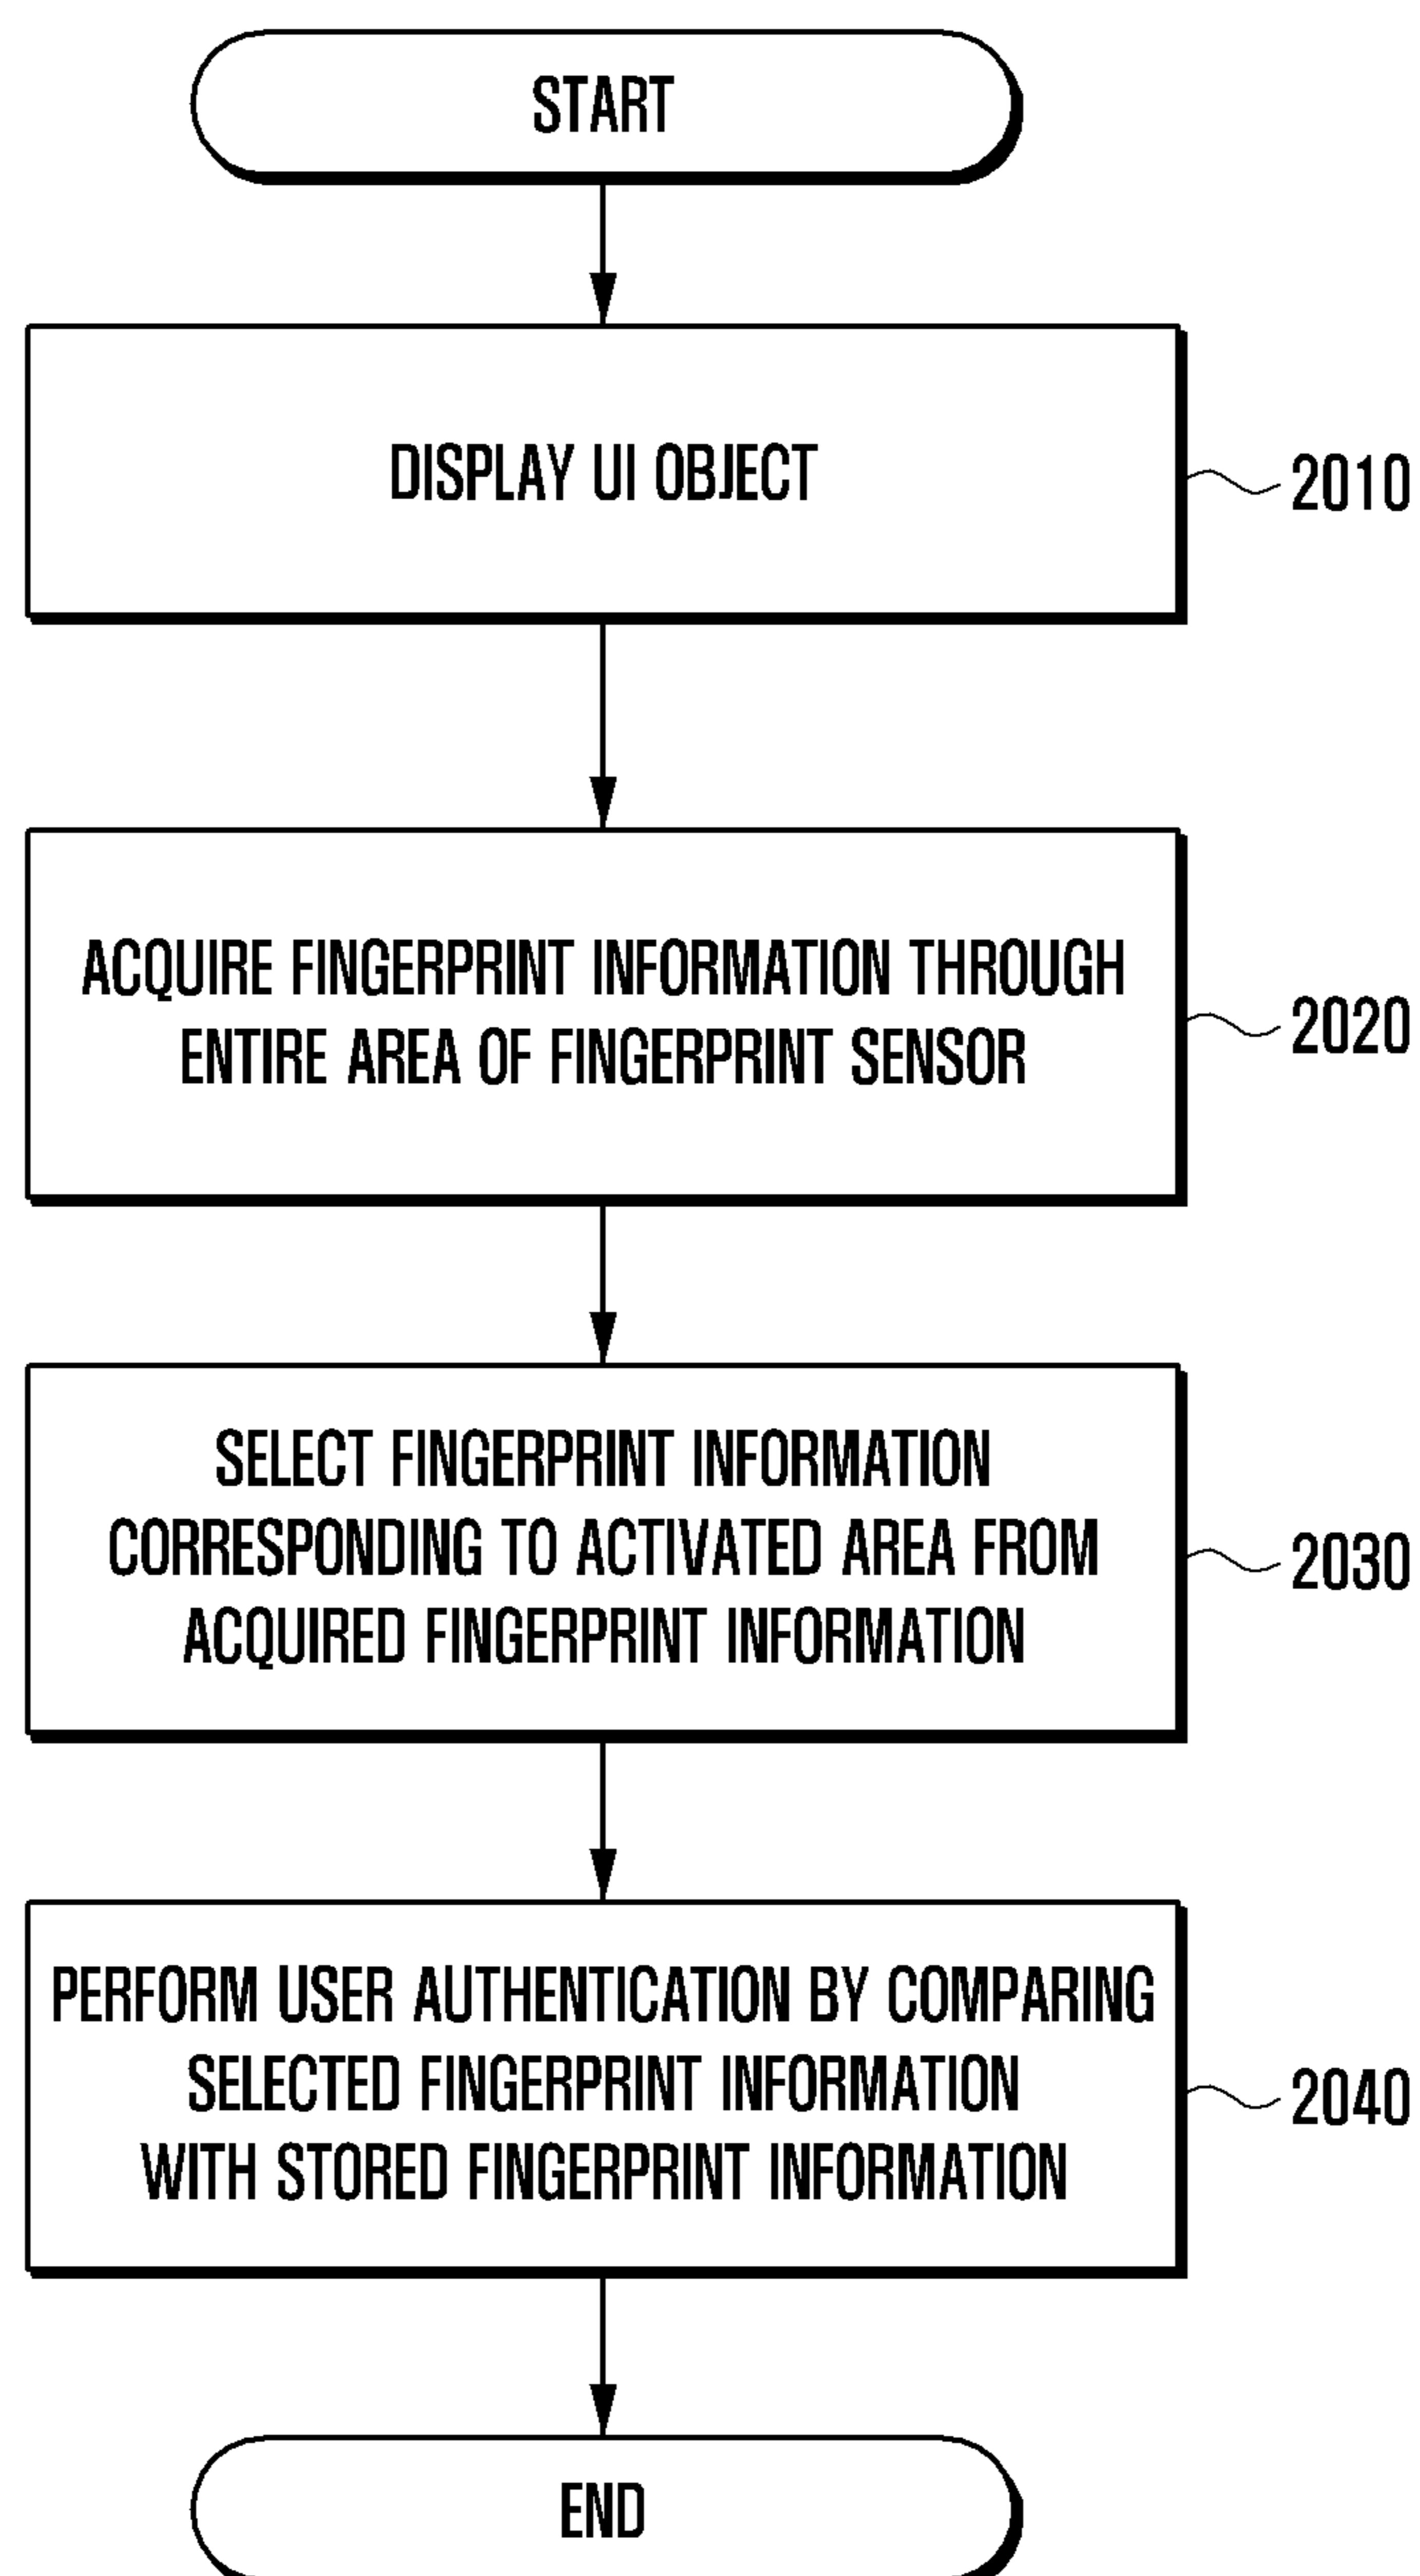 START
DISPLAY UI OBJECT
2010
ACQUIRE FINGERPRINT INFORMATION THROUGH
ENTIRE AREA OF FINGERPRINT SENSOR
2020
SELECT FINGERPRINT INFORMATION
CORRESPONDING TO ACTIVATED AREA FROM
ACQUIRED FINGERPRINT INFORMATION
2030
PERFORM USER AUTHENTICATION BY COMPARING
SELECTED FINGERPRINT INFORMATION
WITH STORED FINGERPRINT INFORMATION
2040
END